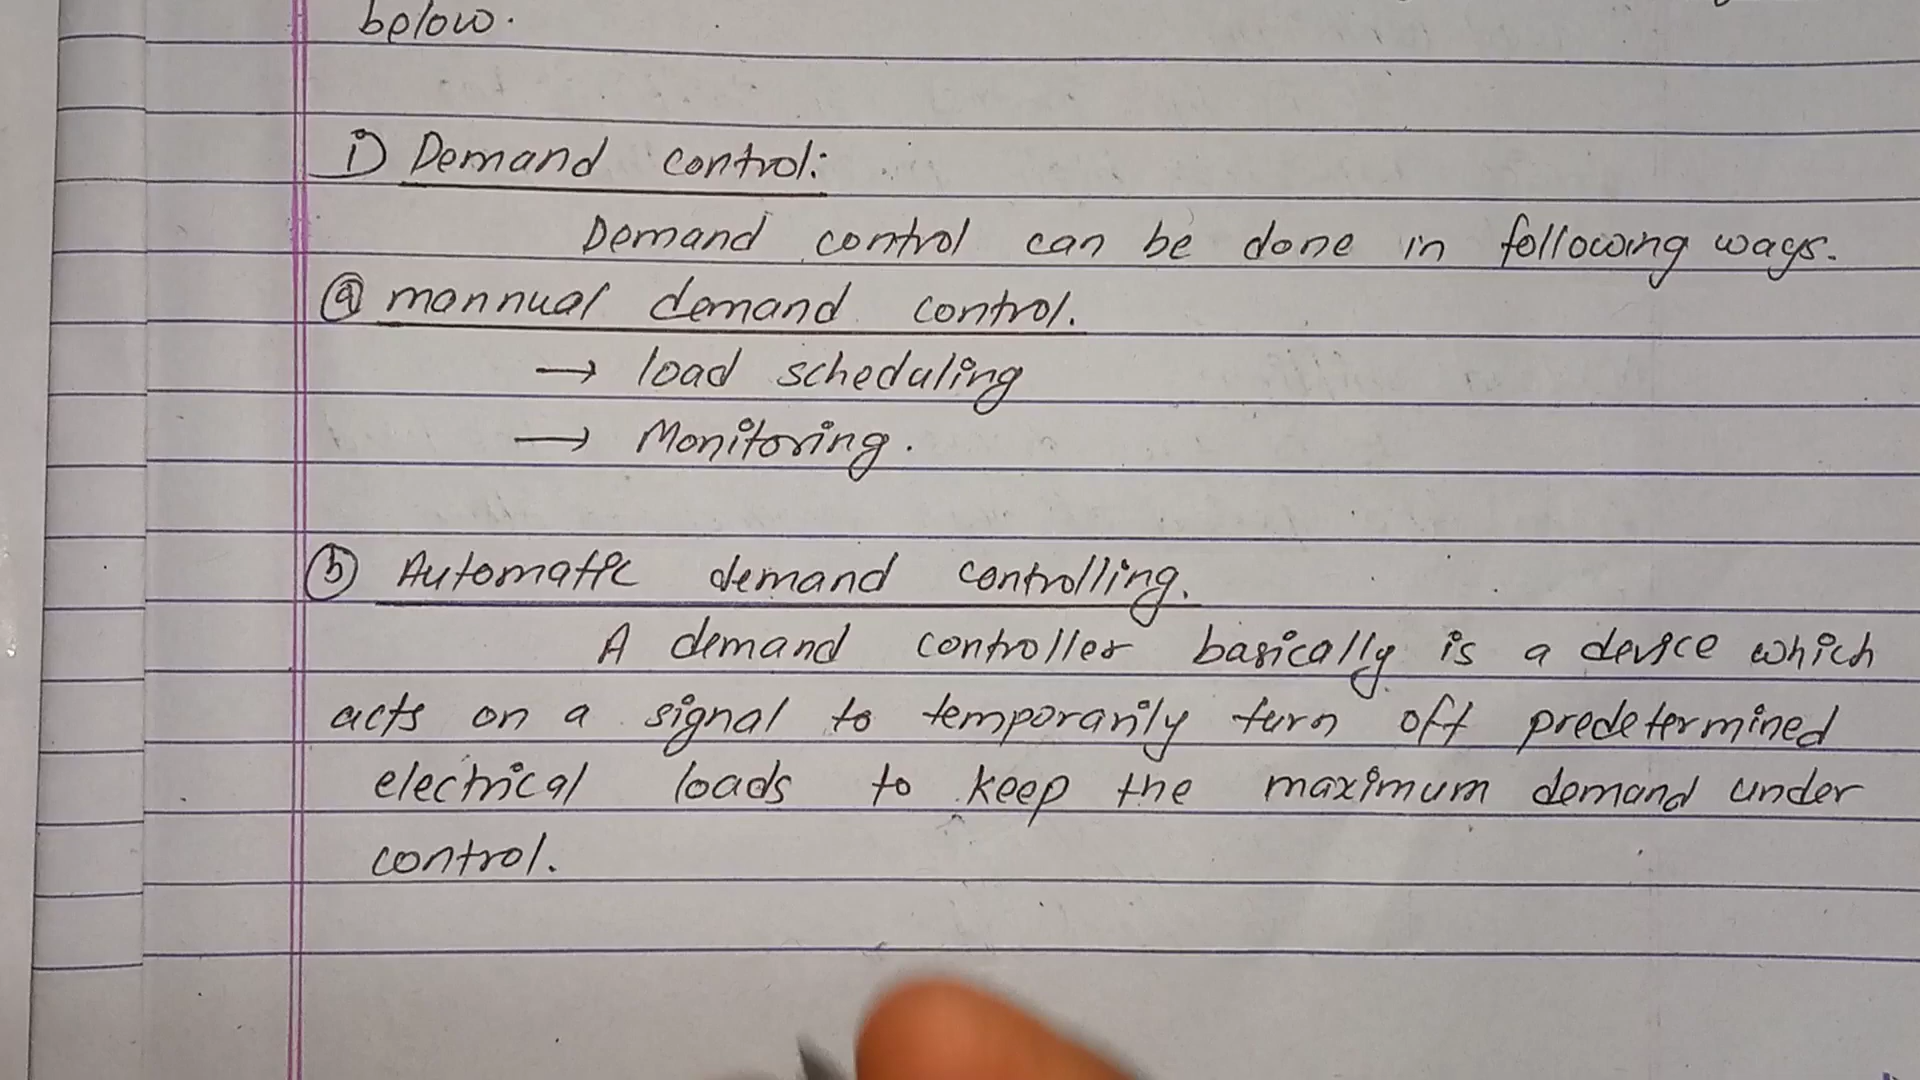 below.
i) Demand control:
Demand control can be done in following ways.
(a) mannual demand control.
→ load scheduling
→ Monitoring.
(b) Automatic demand controlling.
A demand controller basically is a device which
acts on a signal to temporarily turn off predetermined
electrical loads to keep the maximum demand under
control.